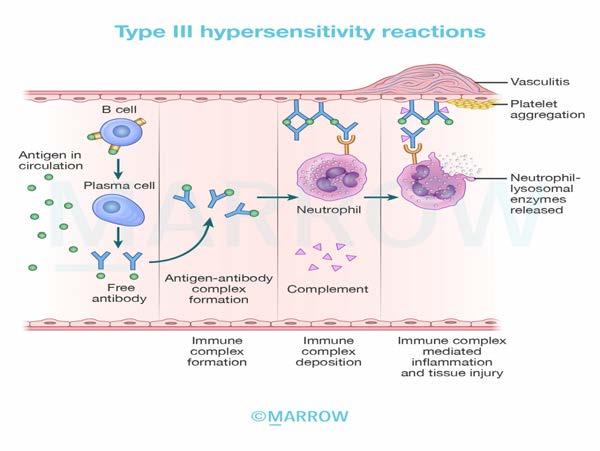 Type III hypersensitivity reactions
Vasculitis
Platelet
aggregation
B cell
Antigen in
circulation
Plasma cell
Neutrophil-
lysosomal
enzymes
released
Neutrophil
Free
antibody
Antigen-antibody
complex
formation
Complement
Immune
complex
formation
Immune
complex
deposition
Immune complex
mediated
inflammation
and tissue injury
MARROW
©MARROW